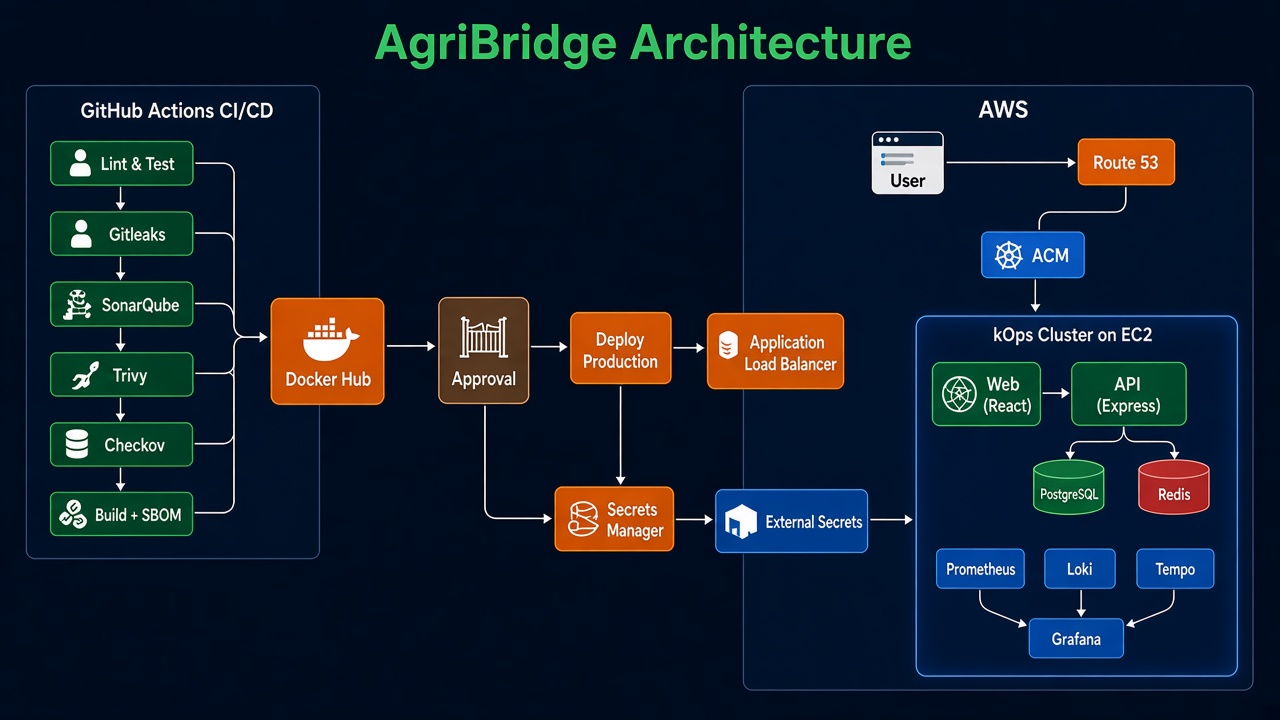 AgriBridge Architecture
GitHub Actions CI/CD
Lint & Test
Gitleaks
SonarQube
Trivy
Checkov
Build + SBOM
Docker Hub
Approval
Deploy
Production
Secrets
Manager
Application
Load Balancer
External Secrets
AWS
User
Route 53
ACM
kOps Cluster on EC2
Web
(React)
API
(Express)
PostgreSQL
Redis
Prometheus
Loki
Tempo
Grafana